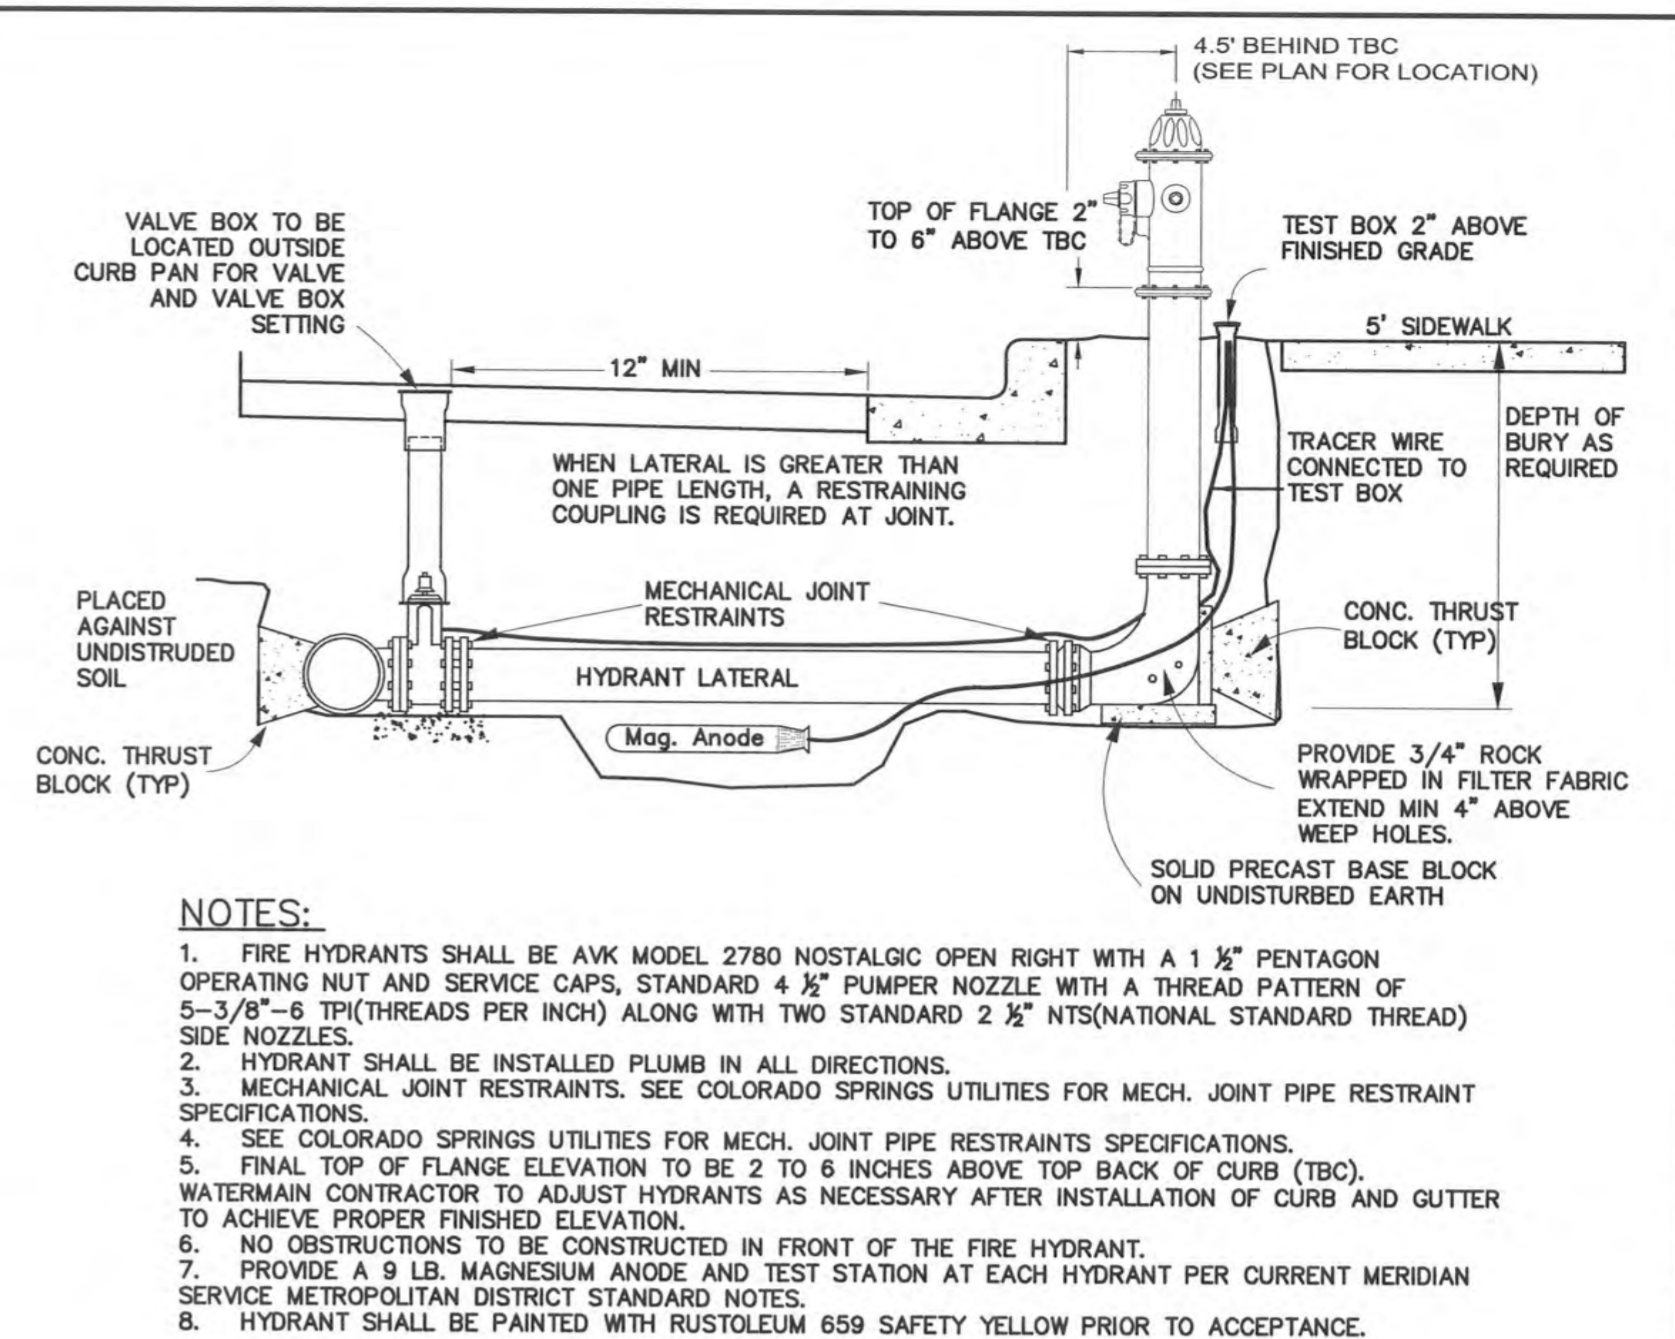 4.5' BEHIND TBC
(SEE PLAN FOR LOCATION)
VALVE BOX TO BE
LOCATED OUTSIDE
CURB PAN FOR VALVE
AND VALVE BOX
SETTING
TOP OF FLANGE 2"
TO 6" ABOVE TBC
TEST BOX 2" ABOVE
FINISHED GRADE
5' SIDEWALK
12" MIN
DEPTH OF
BURY AS
REQUIRED
TRACER WIRE
CONNECTED TO
TEST BOX
WHEN LATERAL IS GREATER THAN
ONE PIPE LENGTH, A RESTRAINING
COUPLING IS REQUIRED AT JOINT.
MECHANICAL JOINT
RESTRAINTS
PLACED
AGAINST
UNDISTRUDED
SOIL
CONC. THRUST
BLOCK (TYP)
HYDRANT LATERAL
Mag. Anode
CONC. THRUST
BLOCK (TYP)
PROVIDE 3/4" ROCK
WRAPPED IN FILTER FABRIC
EXTEND MIN 4" ABOVE
WEEP HOLES.
SOLID PRECAST BASE BLOCK
ON UNDISTURBED EARTH
NOTES:
1. FIRE HYDRANTS SHALL BE AVK MODEL 2780 NOSTALGIC OPEN RIGHT WITH A 1 ½" PENTAGON
OPERATING NUT AND SERVICE CAPS, STANDARD 4 ½" PUMPER NOZZLE WITH A THREAD PATTERN OF
5-3/8"-6 TPI(THREADS PER INCH) ALONG WITH TWO STANDARD 2 ½" NTS(NATIONAL STANDARD THREAD)
SIDE NOZZLES.
2. HYDRANT SHALL BE INSTALLED PLUMB IN ALL DIRECTIONS.
3. MECHANICAL JOINT RESTRAINTS. SEE COLORADO SPRINGS UTILITIES FOR MECH. JOINT PIPE RESTRAINT
SPECIFICATIONS.
4. SEE COLORADO SPRINGS UTILITIES FOR MECH. JOINT PIPE RESTRAINTS SPECIFICATIONS.
5. FINAL TOP OF FLANGE ELEVATION TO BE 2 TO 6 INCHES ABOVE TOP BACK OF CURB (TBC).
WATERMAIN CONTRACTOR TO ADJUST HYDRANTS AS NECESSARY AFTER INSTALLATION OF CURB AND GUTTER
TO ACHIEVE PROPER FINISHED ELEVATION.
6. NO OBSTRUCTIONS TO BE CONSTRUCTED IN FRONT OF THE FIRE HYDRANT.
7. PROVIDE A 9 LB. MAGNESIUM ANODE AND TEST STATION AT EACH HYDRANT PER CURRENT MERIDIAN
SERVICE METROPOLITAN DISTRICT STANDARD NOTES.
8. HYDRANT SHALL BE PAINTED WITH RUSTOLEUM 659 SAFETY YELLOW PRIOR TO ACCEPTANCE.